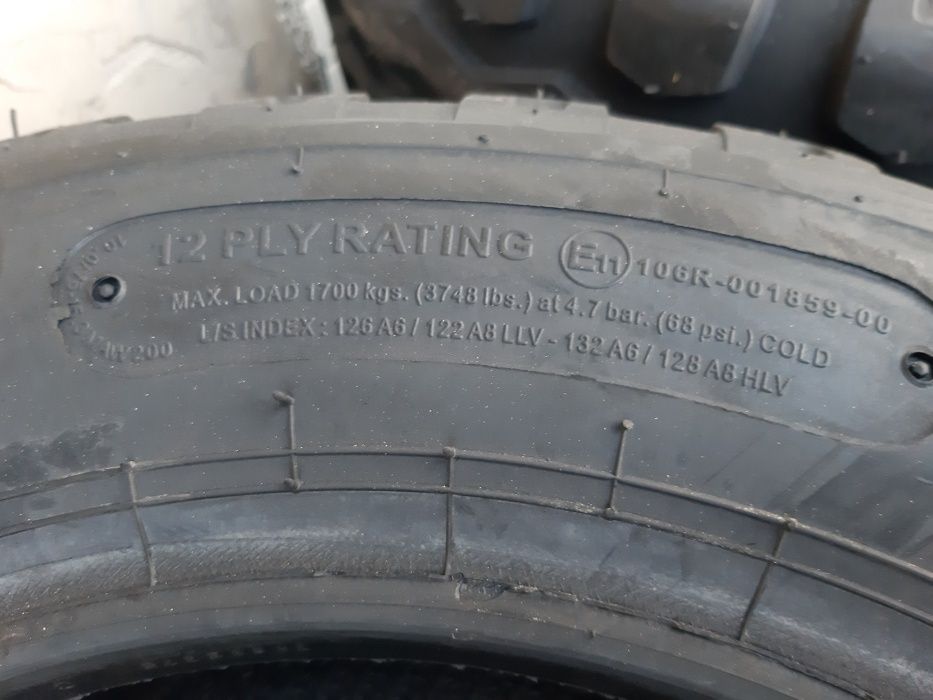 12 PLY RATING E11 106R-001859-00
MAX. LOAD 1700 kgs. (3748 lbs.) at 4.7 bar. (68 psi.) COLD
L/S INDEX : 126 A6 / 122 A8 LLV - 132 A6 / 128 A8 HLV